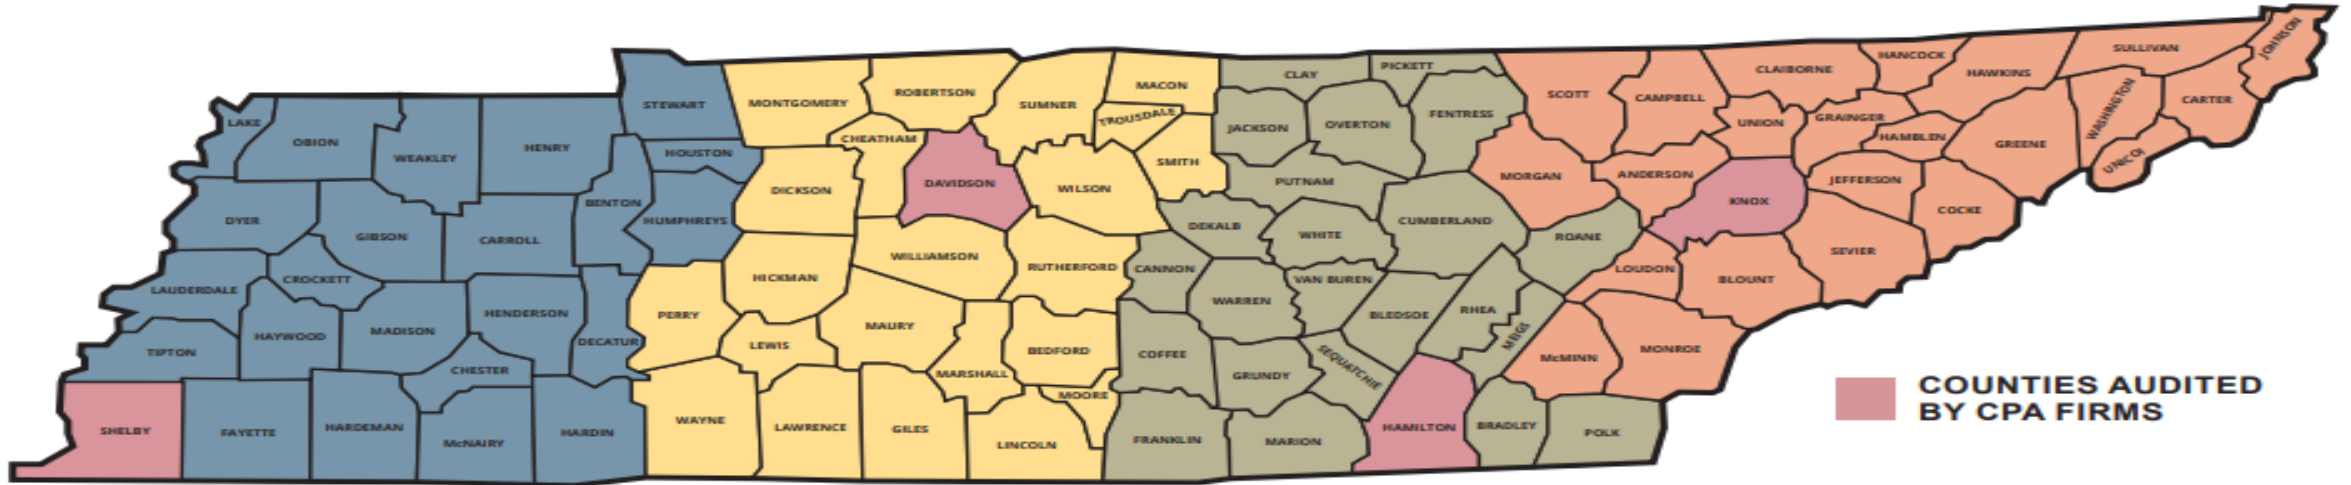 LAKE
OBION
WEAKLEY
HENRY
STEWART
HOUSTON
BENTON
HUMPHREYS
DYER
GIBSON
CARROLL
CROCKETT
LAUDERDALE
HAYWOOD
MADISON
HENDERSON
DECATUR
TIPTON
CHESTER
SHELBY
FAYETTE
HARDEMAN
McNAIRY
HARDIN
MONTGOMERY
ROBERTSON
SUMNER
MACON
TROUSDALE
CHEATHAM
DICKSON
DAVIDSON
WILSON
SMITH
HICKMAN
WILLIAMSON
RUTHERFORD
PERRY
LEWIS
MAURY
BEDFORD
MARSHALL
MOORE
WAYNE
LAWRENCE
GILES
LINCOLN
CLAY
PICKETT
JACKSON
OVERTON
FENTRESS
PUTNAM
DEKALB
WHITE
CUMBERLAND
ROANE
CANNON
WARREN
VAN BUREN
BLEDSOE
RHEA
MEIGS
COFFEE
GRUNDY
SEQUATCHIE
FRANKLIN
MARION
HAMILTON
BRADLEY
POLK
SCOTT
CAMPBELL
CLAIBORNE
HANCOCK
HAWKINS
SULLIVAN
JOHNSON
UNION
GRAINGER
HAMBLEN
GREENE
WASHINGTON
CARTER
UNICOI
MORGAN
ANDERSON
KNOX
JEFFERSON
COCKE
SEVIER
LOUDON
BLOUNT
McMINN
MONROE
COUNTIES AUDITED
BY CPA FIRMS